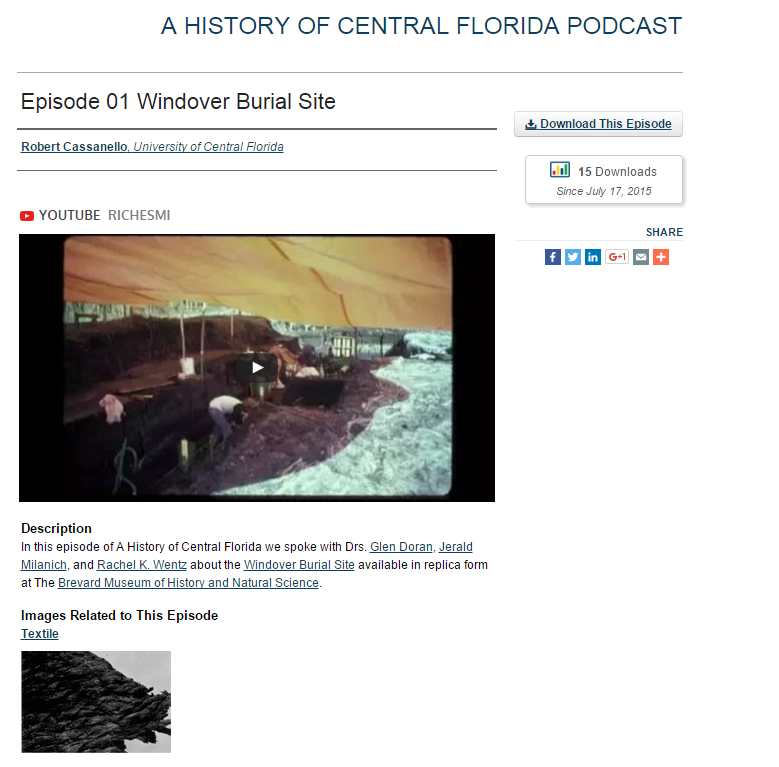 A HISTORY OF CENTRAL FLORIDA PODCAST
Episode 01 Windover Burial Site
Download This Episode
Robert Cassanello, University of Central Florida
15 Downloads
Since July 17, 2015
YOUTUBE RICHESMI
SHARE
f
in
G+1
Description
In this episode of A History of Central Florida we spoke with Drs. Glen Doran, Jerald
Milanich, and Rachel K. Wentz about the Windover Burial Site available in replica form
at The Brevard Museum of History and Natural Science.
Images Related to This Episode
Textile